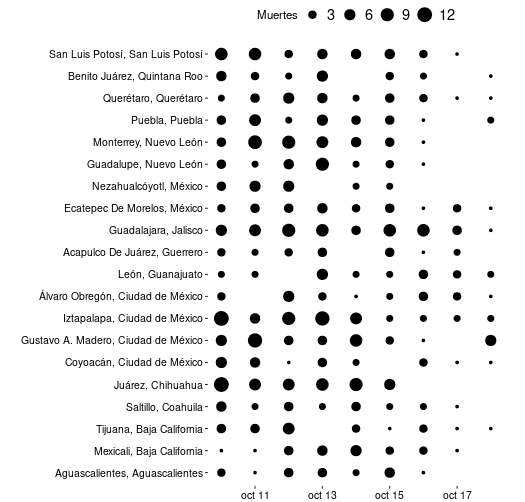 Muertes 3 6 9 12
San Luis Potosí, San Luis Potosí
Benito Juárez, Quintana Roo
Querétaro, Querétaro
Puebla, Puebla
Monterrey, Nuevo León
Guadalupe, Nuevo León
Nezahualcóyotl, México
Ecatepec De Morelos, México
Guadalajara, Jalisco
Acapulco De Juárez, Guerrero
León, Guanajuato
Álvaro Obregón, Ciudad de México
Iztapalapa, Ciudad de México
Gustavo A. Madero, Ciudad de México
Coyoacán, Ciudad de México
Juárez, Chihuahua
Saltillo, Coahuila
Tijuana, Baja California
Mexicali, Baja California
Aguascalientes, Aguascalientes
oct 11 oct 13 oct 15 oct 17